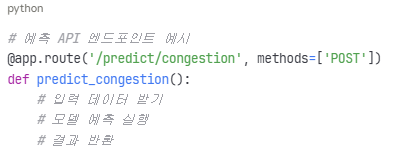 python
# 예측 API 엔드포인트 예시
@app.route('/predict/congestion', methods=['POST'])
def predict_congestion():
# 입력 데이터 받기
# 모델 예측 실행
# 결과 반환